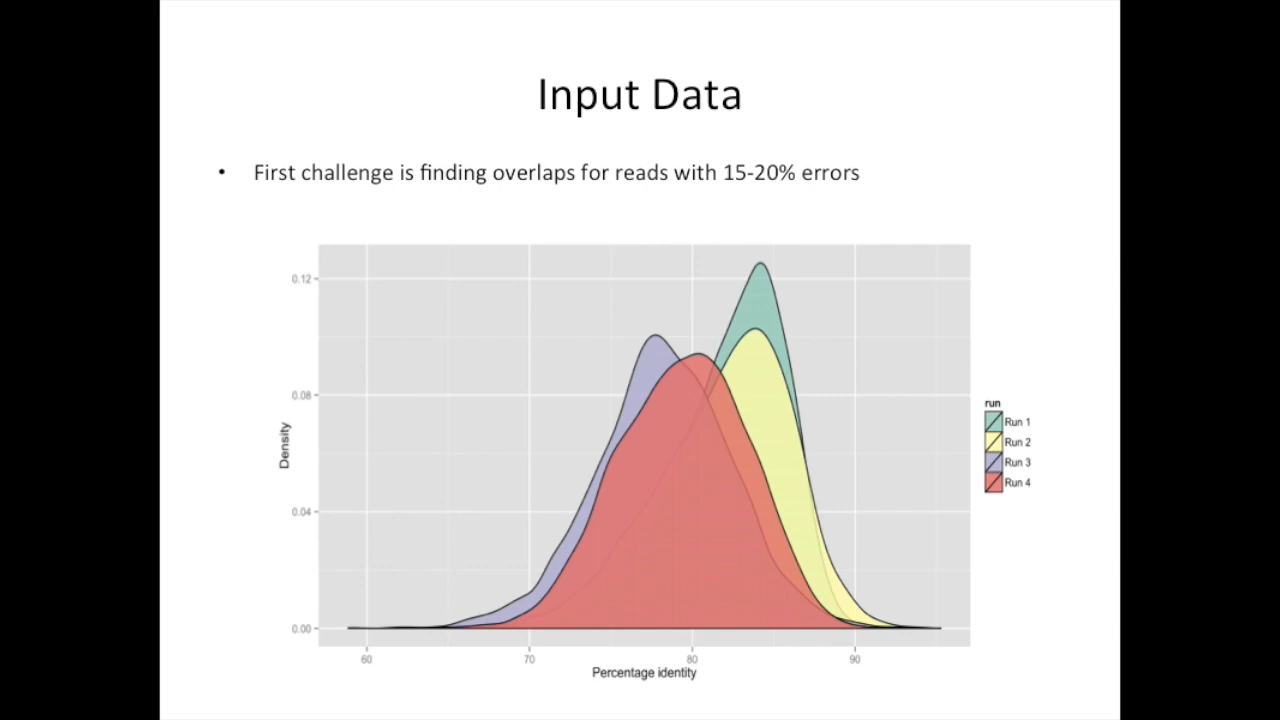 Input Data
• First challenge is finding overlaps for reads with 15-20% errors
0.12
0.08
0.04
0.00
Density
60 70 80 90
Percentage identity
run
Run 1
Run 2
Run 3
Run 4